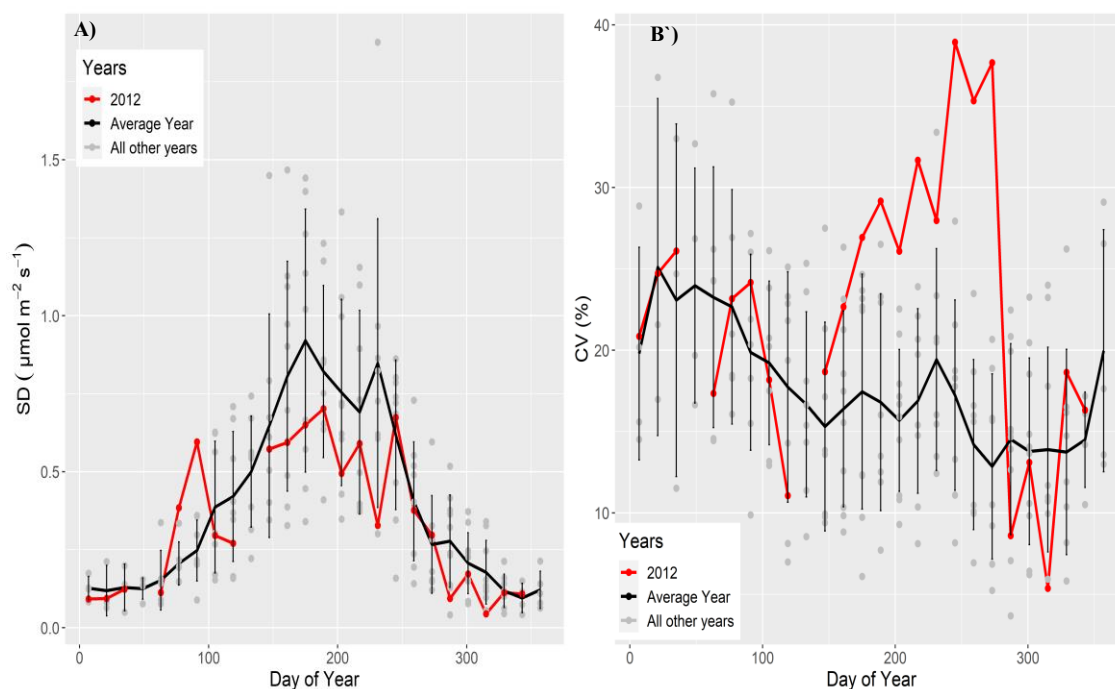 A)
Years
2012
Average Year
All other years
SD ( µmol m⁻² s⁻¹)
1.5
1.0
0.5
0.0
0
100
200
300
Day of Year
B`)
CV (%)
40
30
20
10
Years
2012
Average Year
All other years
0
100
200
300
Day of Year